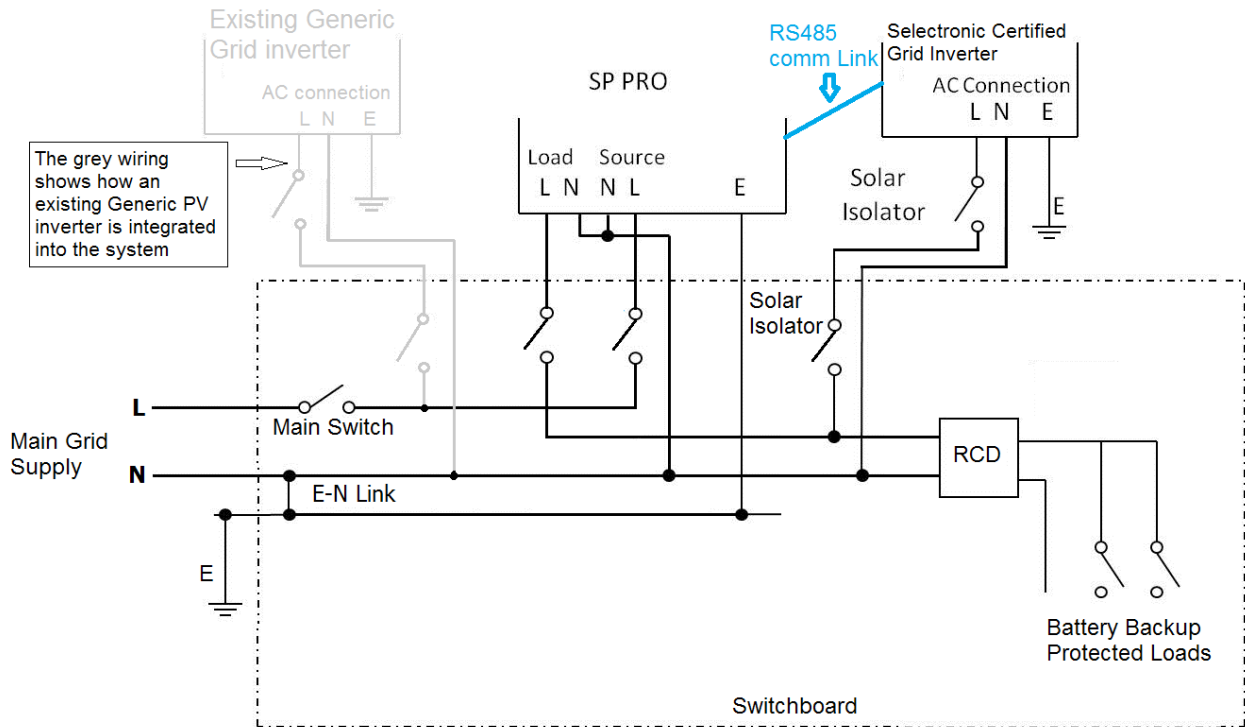 Existing Generic
Grid inverter
AC connection
L N E
The grey wiring
shows how an
existing Generic PV
inverter is integrated
into the system
SP PRO
Load Source
L N N L E
RS485
comm Link
Selectronic Certified
Grid Inverter
AC Connection
L N E
Solar
Isolator
E
Solar
Isolator
L
Main Switch
Main Grid
Supply
N
E-N Link
E
RCD
Battery Backup
Protected Loads
Switchboard